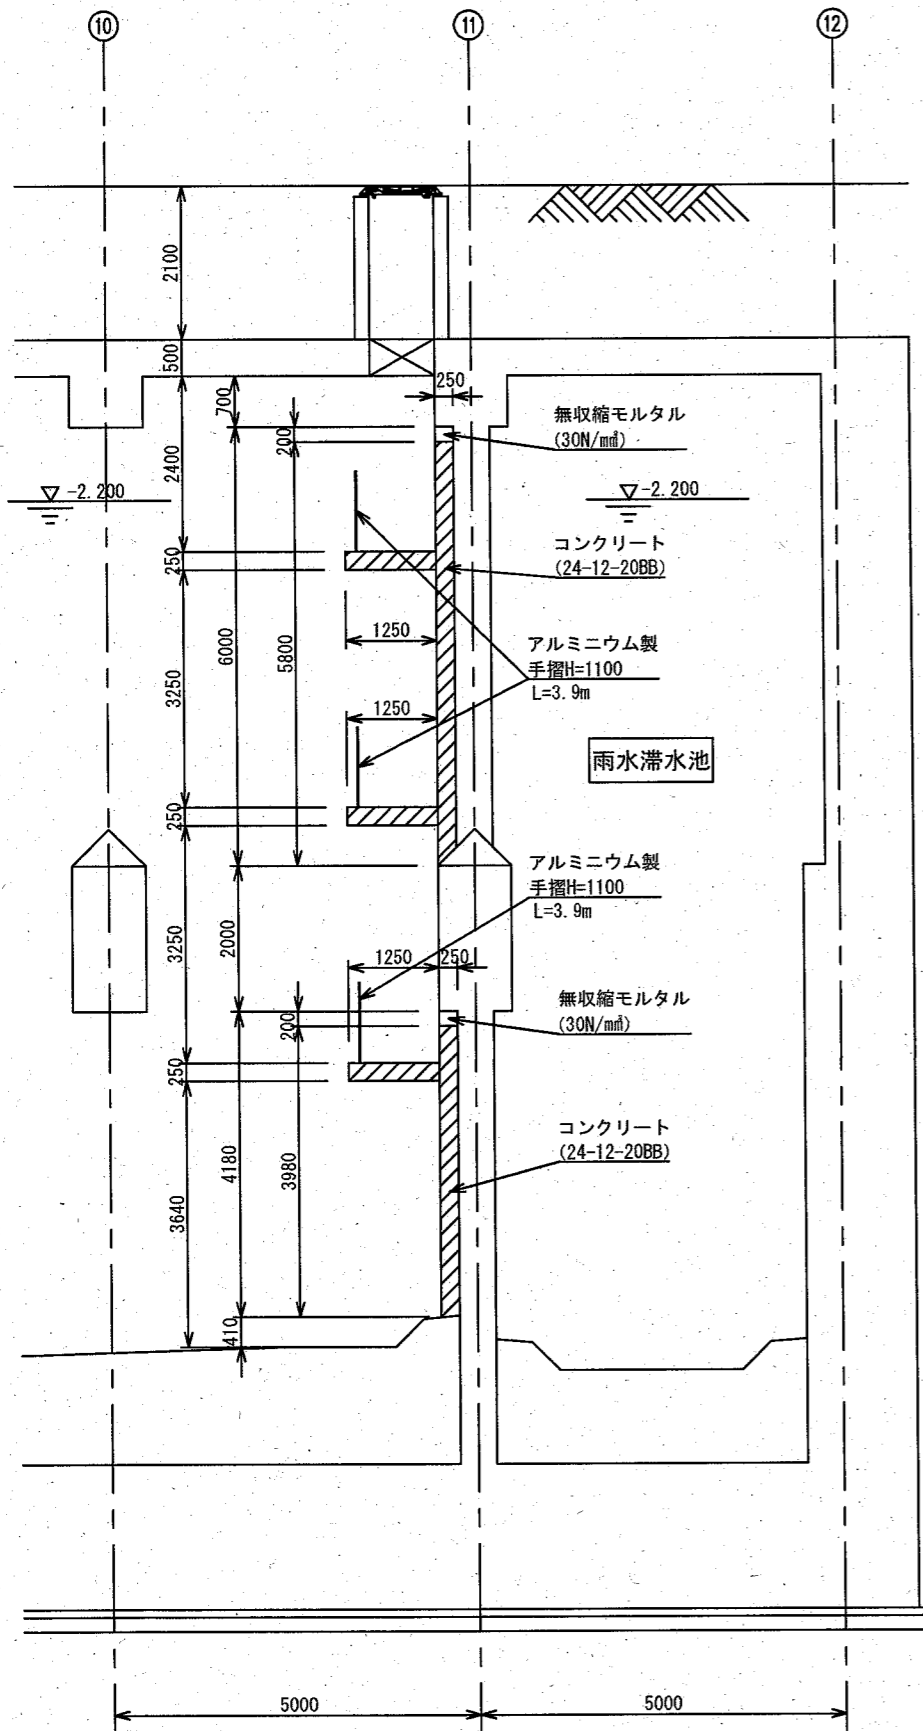 10
11
12
2100
500
250
700
無収縮モルタル
(30N/m㎡)
200
2400
-2.200
-2.200
コンクリート
(24-12-20BB)
250
1250
6000
5800
アルミニウム製
手摺H=1100
L=3.9m
3250
1250
雨水滞水池
250
アルミニウム製
手摺H=1100
L=3.9m
3250
2000
1250
250
無収縮モルタル
(30N/m㎡)
200
250
コンクリート
(24-12-20BB)
4180
3980
3640
410
5000
5000